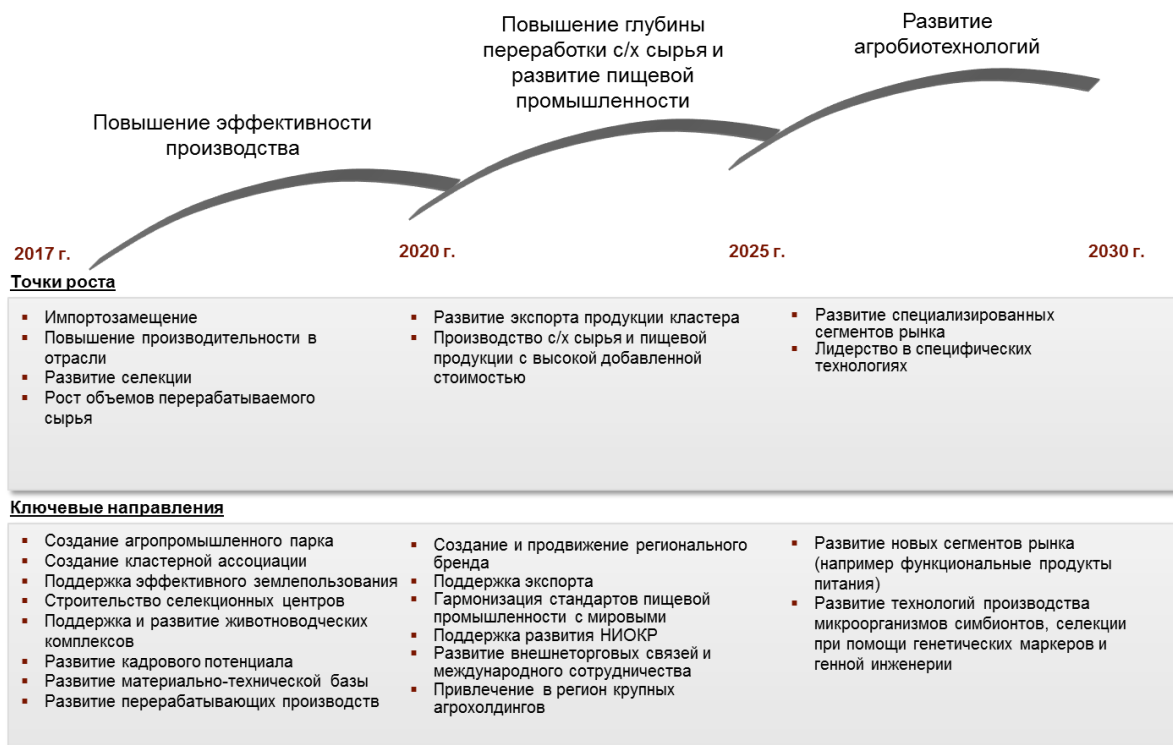 Повышение эффективности
производства
Повышение глубины
переработки с/х сырья и
развитие пищевой
промышленности
Развитие
агробиотехнологий
2017 г.
2020 г.
2025 г.
2030 г.
Точки роста
Импортозамещение
Повышение производительности в
отрасли
Развитие селекции
Рост объемов перерабатываемого
сырья
Развитие экспорта продукции кластера
Производство с/х сырья и пищевой
продукции с высокой добавленной
стоимостью
Развитие специализированных
сегментов рынка
Лидерство в специфических
технологиях
Ключевые направления
Создание агропромышленного парка
Создание кластерной ассоциации
Поддержка эффективного землепользования
Строительство селекционных центров
Поддержка и развитие животноводческих
комплексов
Развитие кадрового потенциала
Развитие материально-технической базы
Развитие перерабатывающих производств
Создание и продвижение регионального
бренда
Поддержка экспорта
Гармонизация стандартов пищевой
промышленности с мировыми
Поддержка развития НИОКР
Развитие внешнеторговых связей и
международного сотрудничества
Привлечение в регион крупных
агрохолдингов
Развитие новых сегментов рынка
(например функциональные продукты
питания)
Развитие технологий производства
микроорганизмов симбионтов, селекции
при помощи генетических маркеров и
генной инженерии